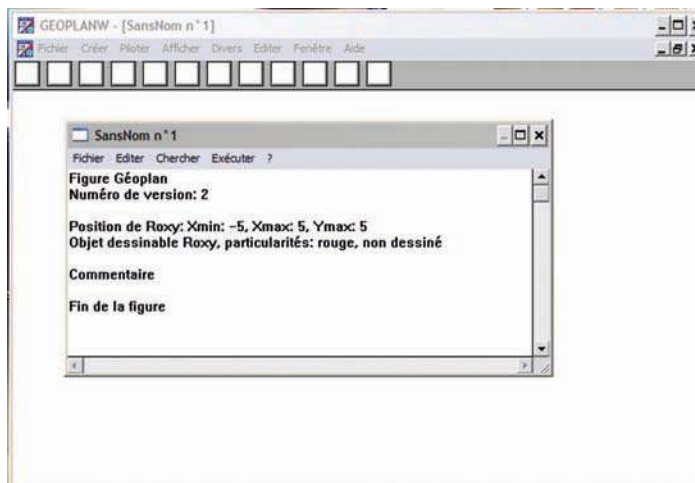 GEOPLANW - [SansNom n°1]
Fichier Créer Piloter Afficher Divers Editer Fenêtre Aide
SansNom n°1
Fichier Editer Chercher Exécuter ?
Figure Géoplan
Numéro de version: 2
Position de Roxy: Xmin: -5, Xmax: 5, Ymax: 5
Objet dessinable Roxy, particularités: rouge, non dessiné
Commentaire
Fin de la figure